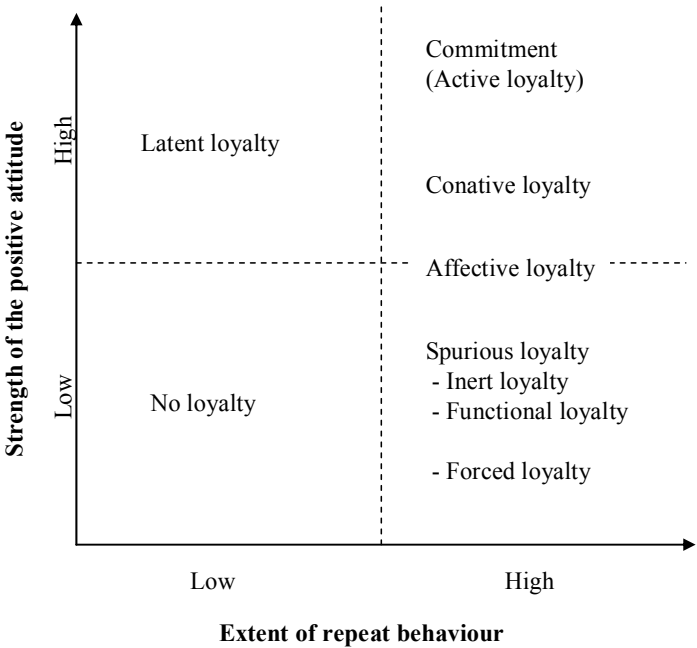 Commitment
(Active loyalty)
Latent loyalty
Conative loyalty
Affective loyalty
Spurious loyalty
- Inert loyalty
- Functional loyalty
- Forced loyalty
No loyalty
High
Low
Strength of the positive attitude
Low
High
Extent of repeat behaviour